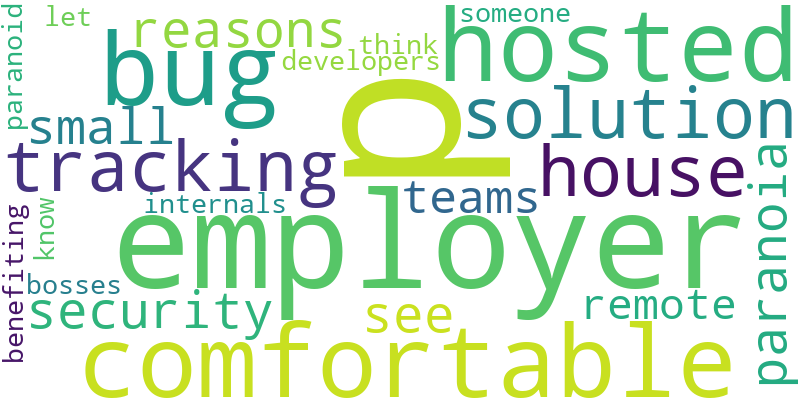 let
reasons
someone
paranoid
bug
think
hosted
developers
small
solution
tracking
d
house
teams
internals
paranoia
know
employer
benefiting
bosses
security
see
remote
comfortable